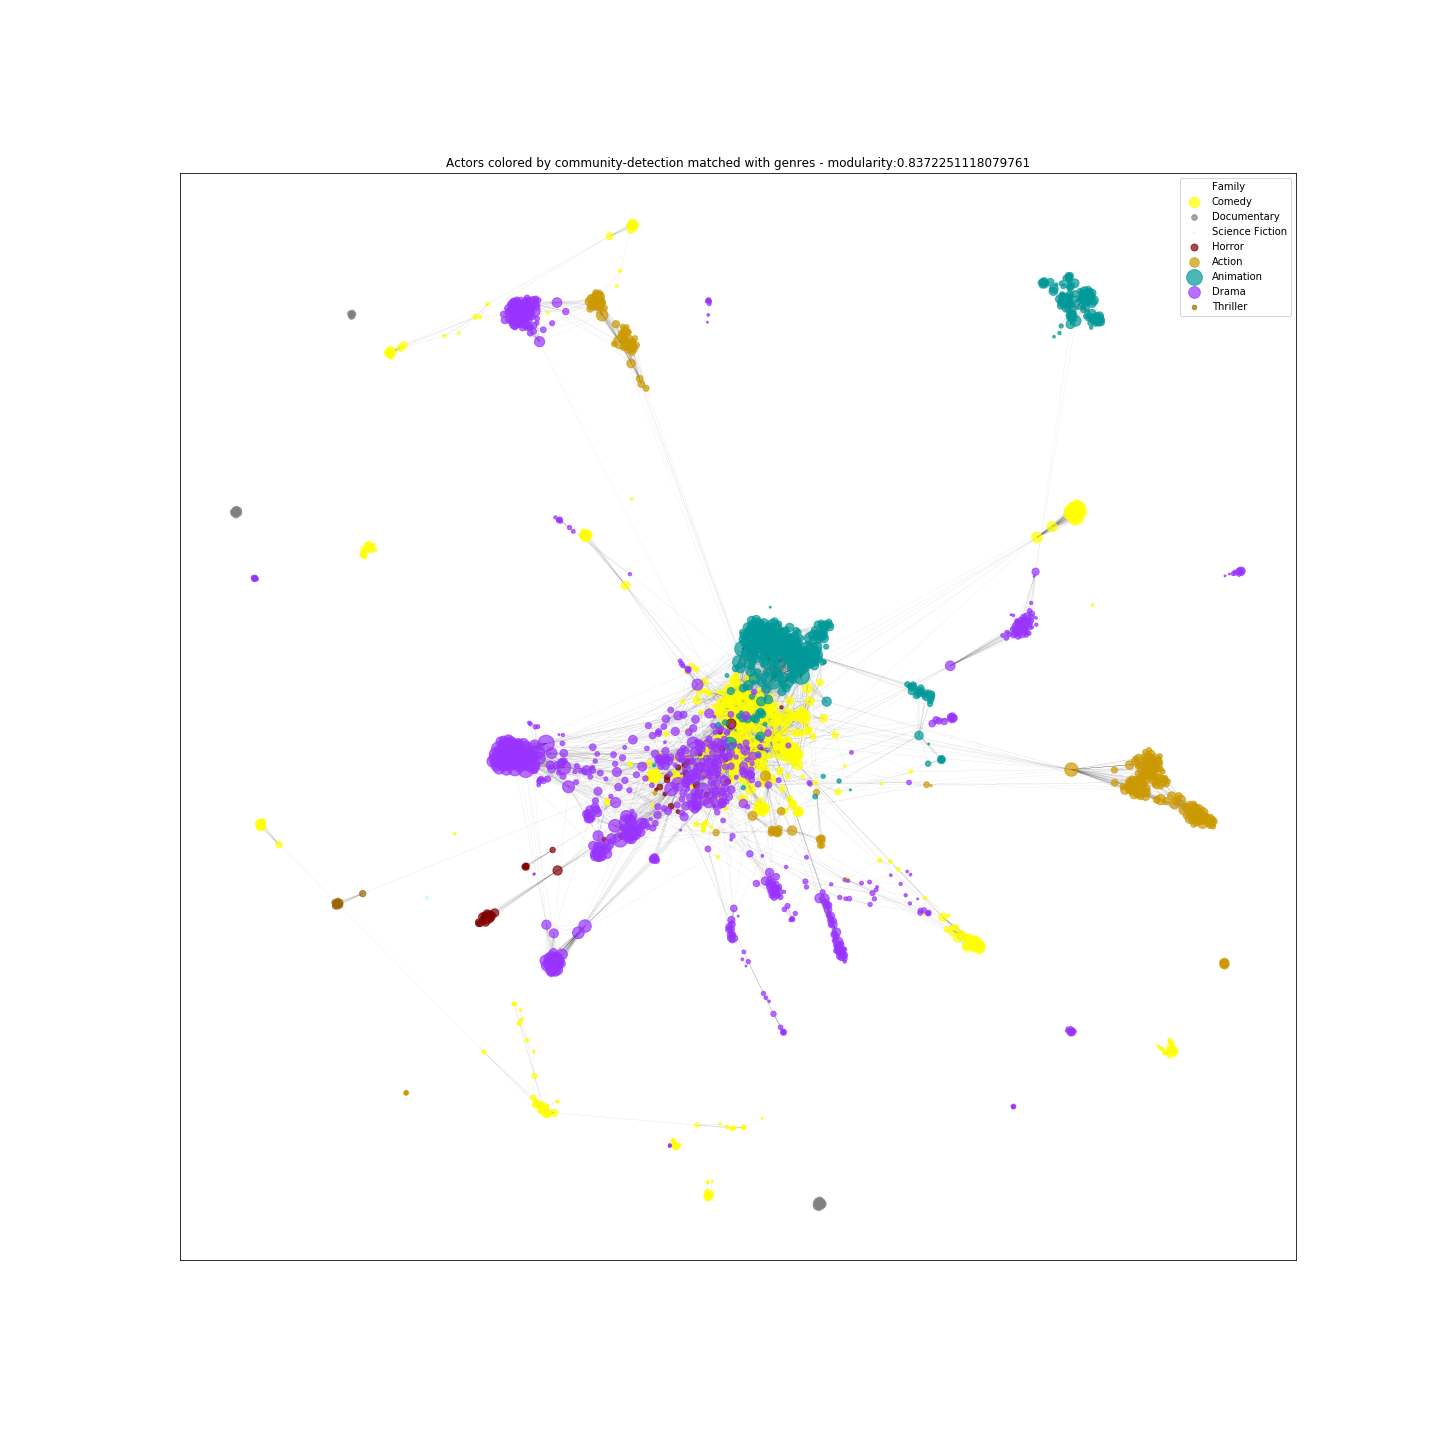 Actors colored by community-detection matched with genres - modularity:0.8372251118079761
Family
Comedy
Documentary
Science Fiction
Horror
Action
Animation
Drama
Thriller